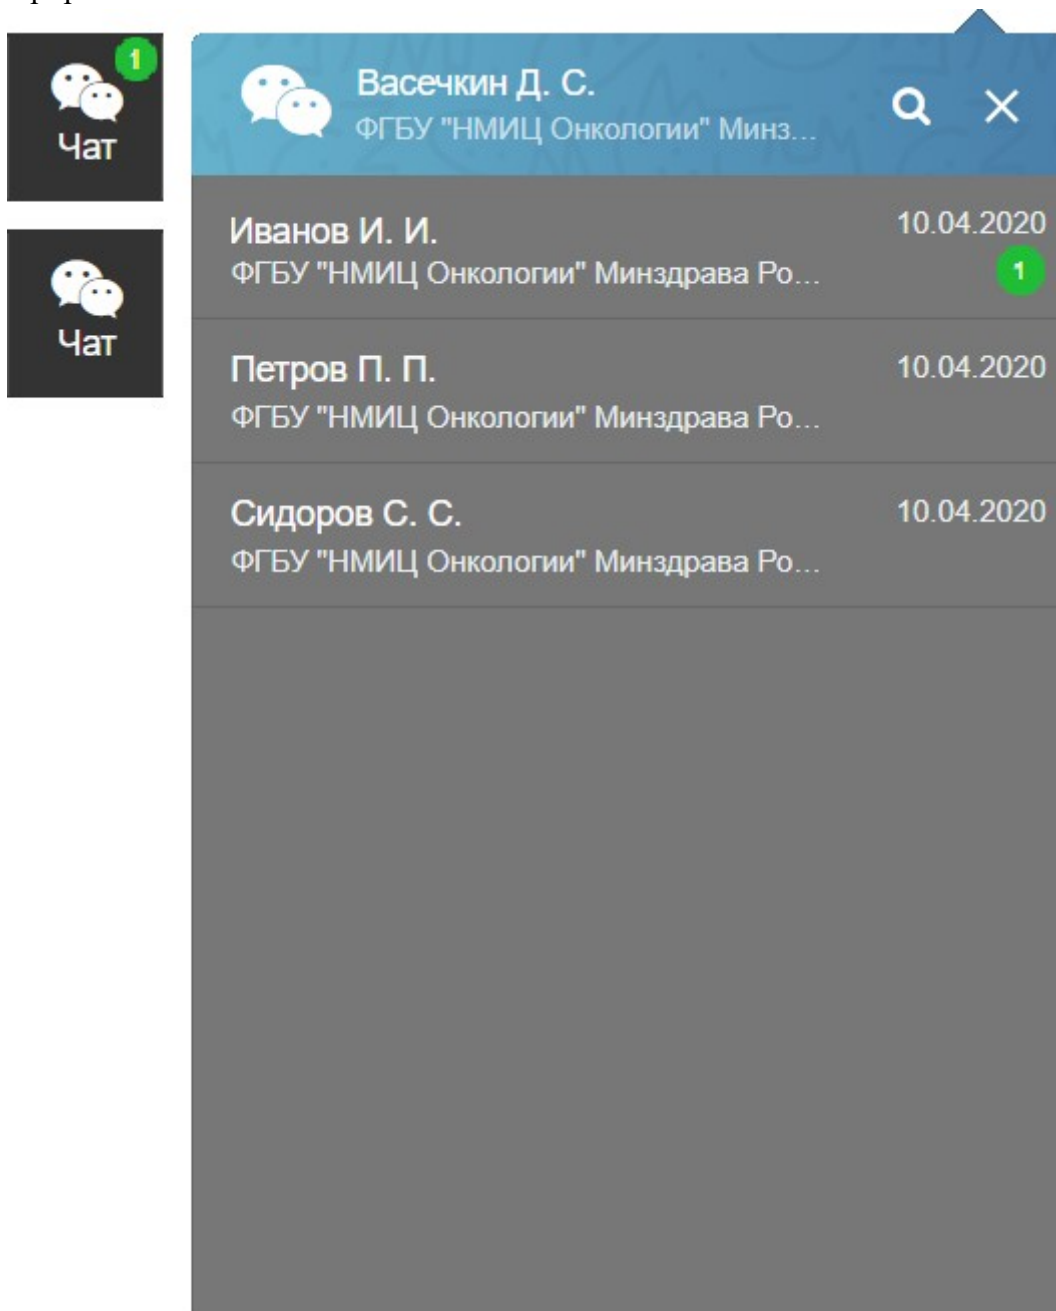 1
Чат
Чат
Васечкин Д. С.
ФГБУ "НМИЦ Онкологии" Минз...
Иванов И. И.
10.04.2020
ФГБУ "НМИЦ Онкологии" Минздрава Ро...
1
Петров П. П.
10.04.2020
ФГБУ "НМИЦ Онкологии" Минздрава Ро...
Сидоров С. С.
10.04.2020
ФГБУ "НМИЦ Онкологии" Минздрава Ро...